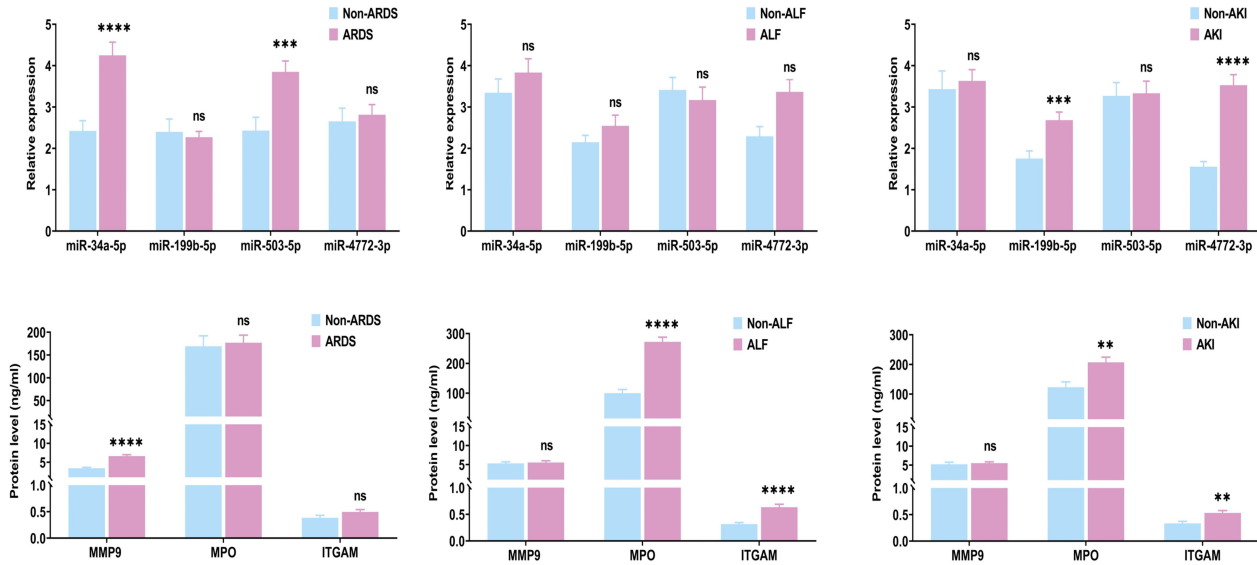 Non-ARDS
ARDS
Relative expression
5
4
3
2
1
0
****
ns
***
ns
miR-34a-5p
miR-199b-5p
miR-503-5p
miR-4772-3p
Non-ALF
ALF
Relative expression
5
4
3
2
1
0
ns
ns
ns
ns
miR-34a-5p
miR-199b-5p
miR-503-5p
miR-4772-3p
Non-AKI
AKI
Relative expression
5
4
3
2
1
0
ns
***
ns
****
miR-34a-5p
miR-199b-5p
miR-503-5p
miR-4772-3p
Non-ARDS
ARDS
Protein level (ng/ml)
200
150
100
50
15
10
5
1.0
0.5
0.0
****
ns
ns
MMP9
MPO
ITGAM
Non-ALF
ALF
Protein level (ng/ml)
300
200
100
15
10
5
1.0
0.5
0.0
ns
****
****
MMP9
MPO
ITGAM
Non-AKI
AKI
Protein level (ng/ml)
300
200
100
15
10
5
1.0
0.5
0.0
ns
**
**
MMP9
MPO
ITGAM